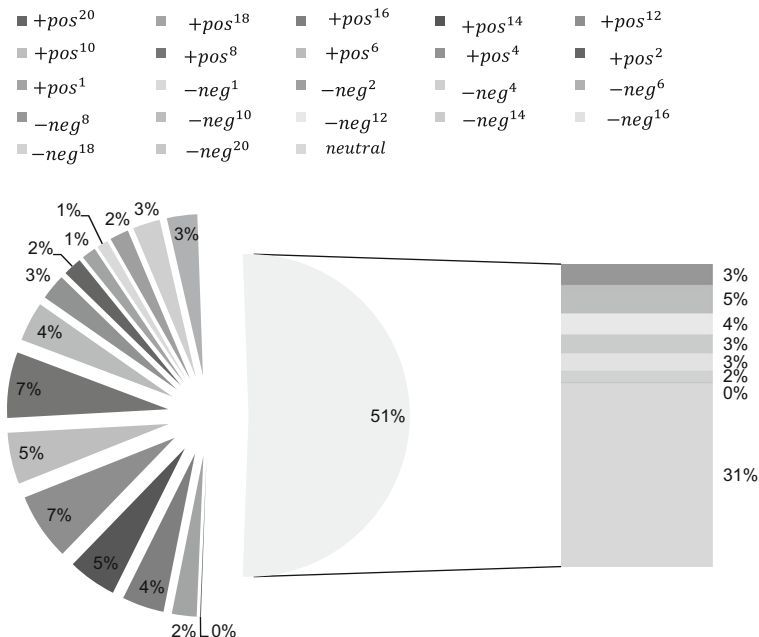 +pos²⁰ +pos¹⁸ +pos¹⁶ +pos¹⁴ +pos¹²
+pos¹⁰ +pos⁸ +pos⁶ +pos⁴ +pos²
+pos¹ −neg¹ −neg² −neg⁴ −neg⁶
−neg⁸ −neg¹⁰ −neg¹² −neg¹⁴ −neg¹⁶
−neg¹⁸ −neg²⁰ neutral
1% 2% 3%
2% 1% 3%
3% 3%
4% 5%
7% 4%
5% 3%
7% 3%
5% 2%
4% 0%
2% 0% 51% 31%